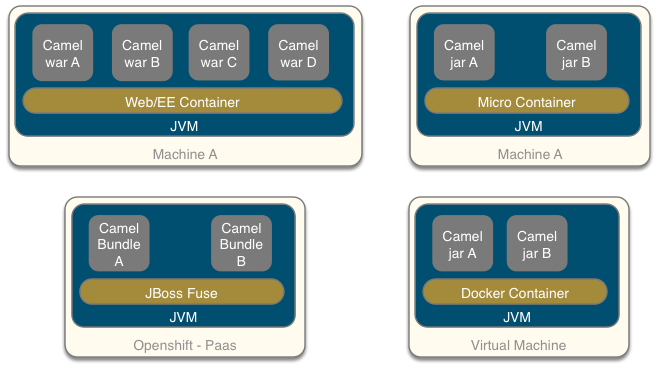 Camel
war A
Camel
war B
Camel
war C
Camel
war D
Web/EE Container
JVM
Machine A
Camel
jar A
Camel
jar B
Micro Container
JVM
Machine A
Camel
Bundle
A
Camel
Bundle
B
JBoss Fuse
JVM
Openshift - Paas
Camel
jar A
Camel
jar B
Docker Container
JVM
Virtual Machine